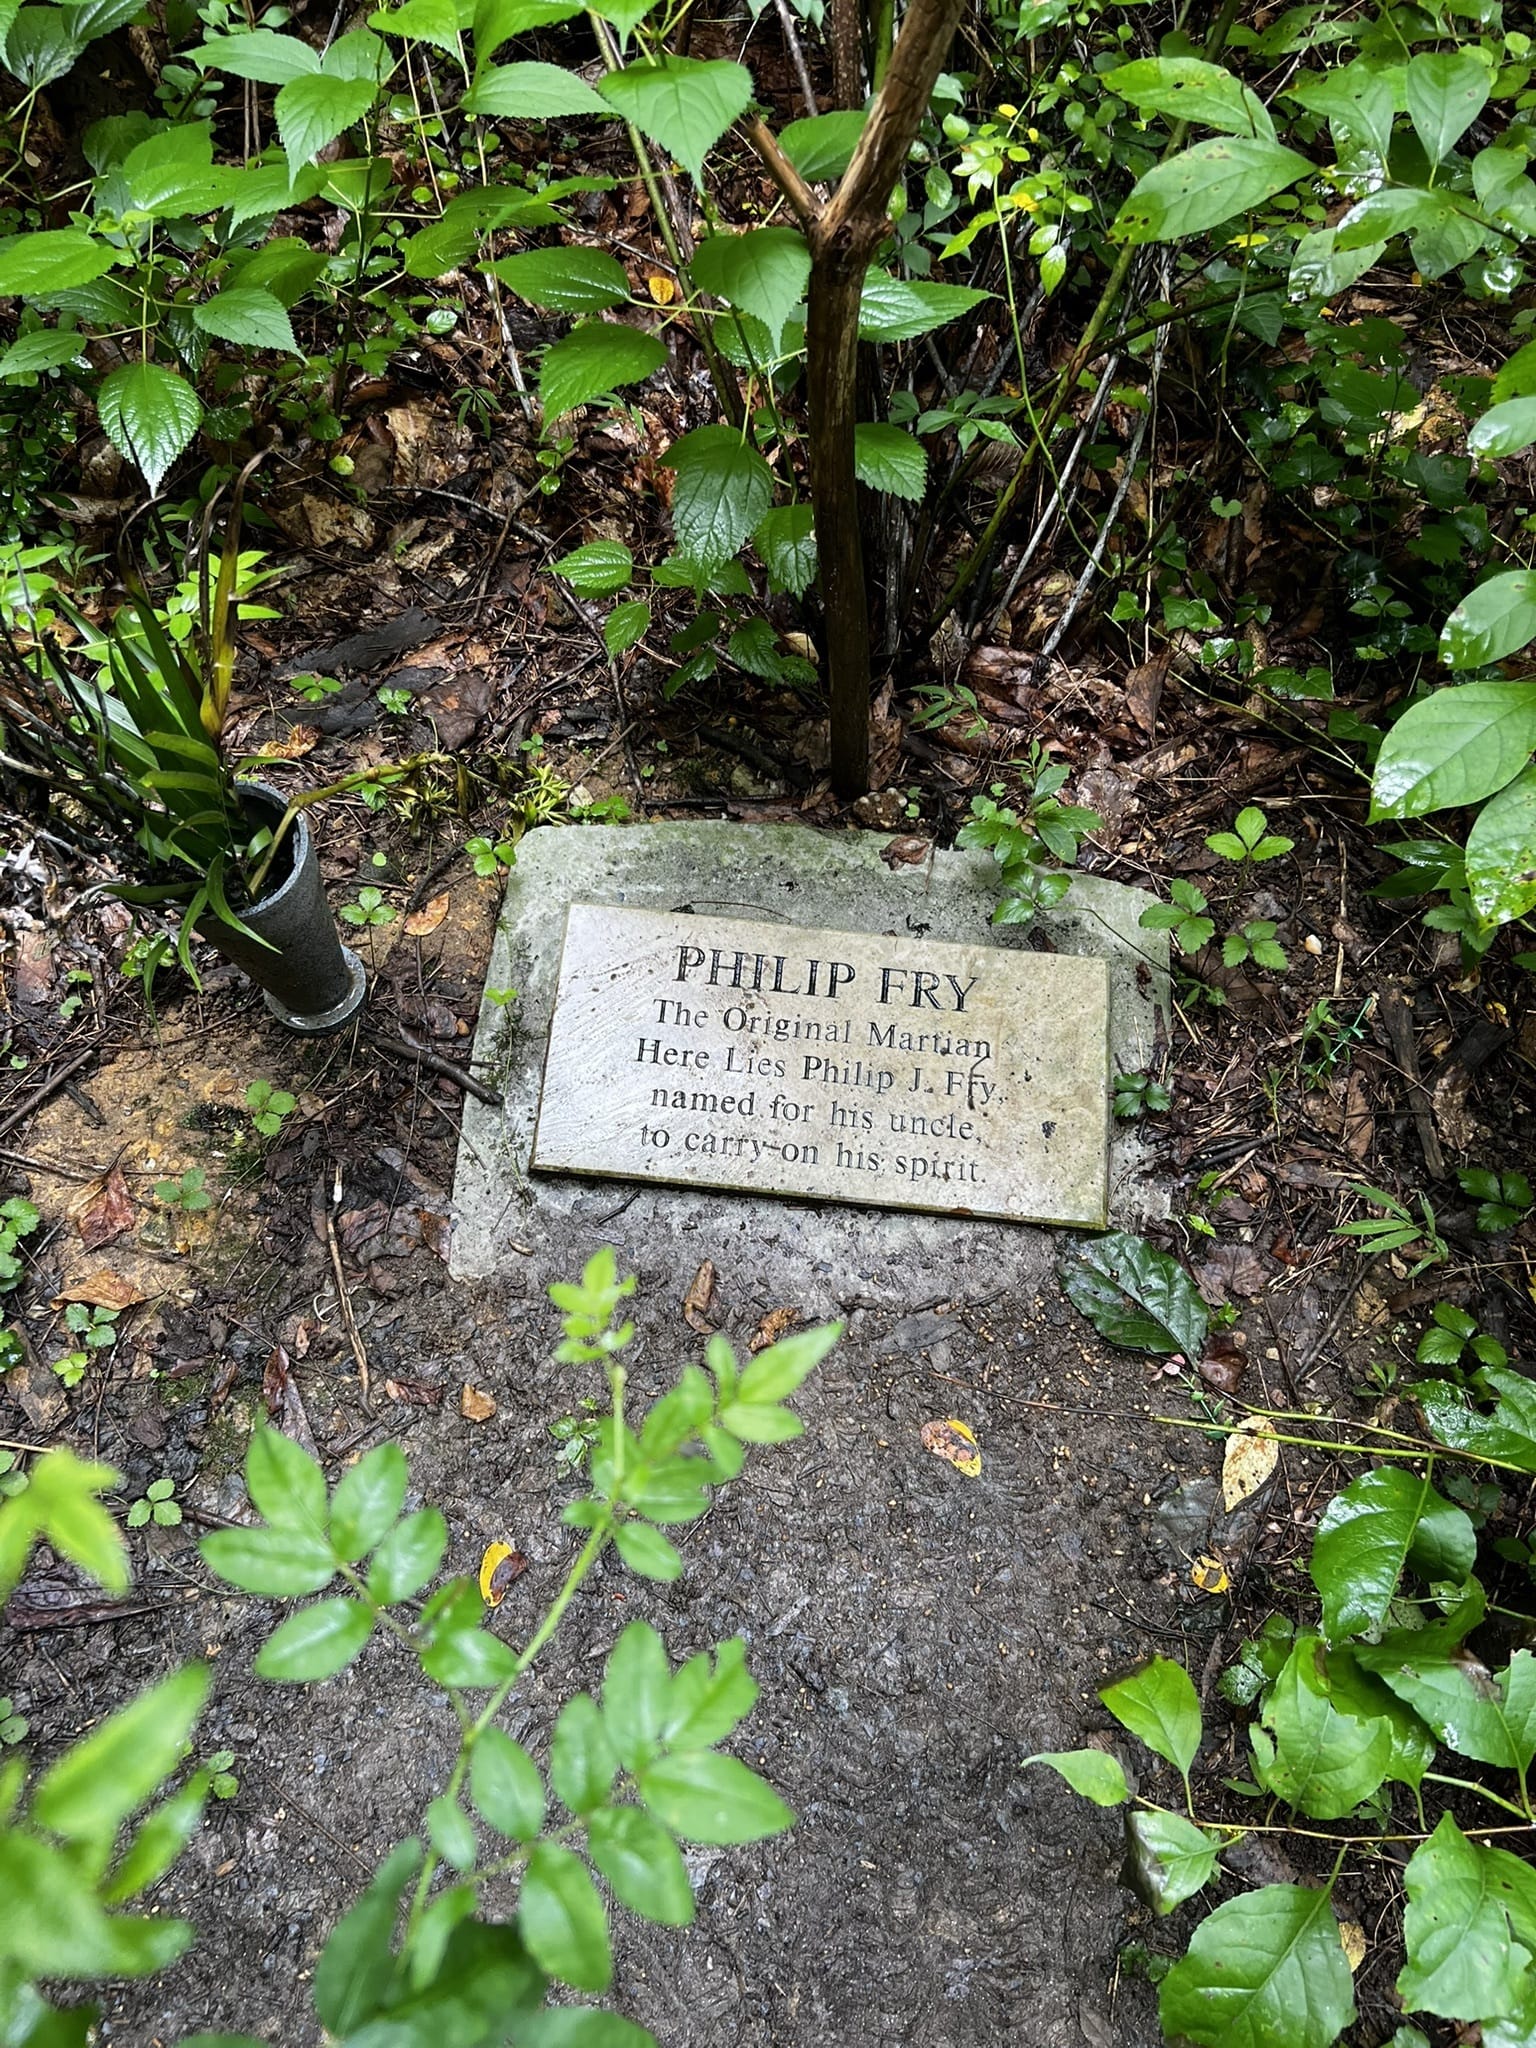 PHILIP FRY
The Original Martian
Here Lies Philip J. Fry,
named for his uncle,
to carry on his spirit.